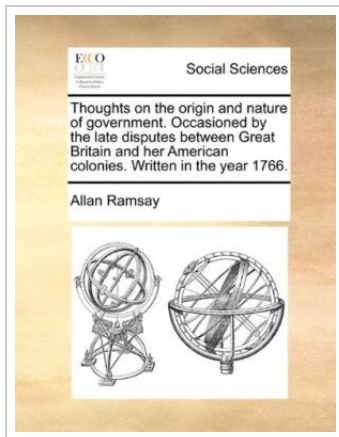 ECCO
Social Sciences
Thoughts on the origin and nature
of government. Occasioned by
the late disputes between Great
Britain and her American
colonies. Written in the year 1766.
Allan Ramsay